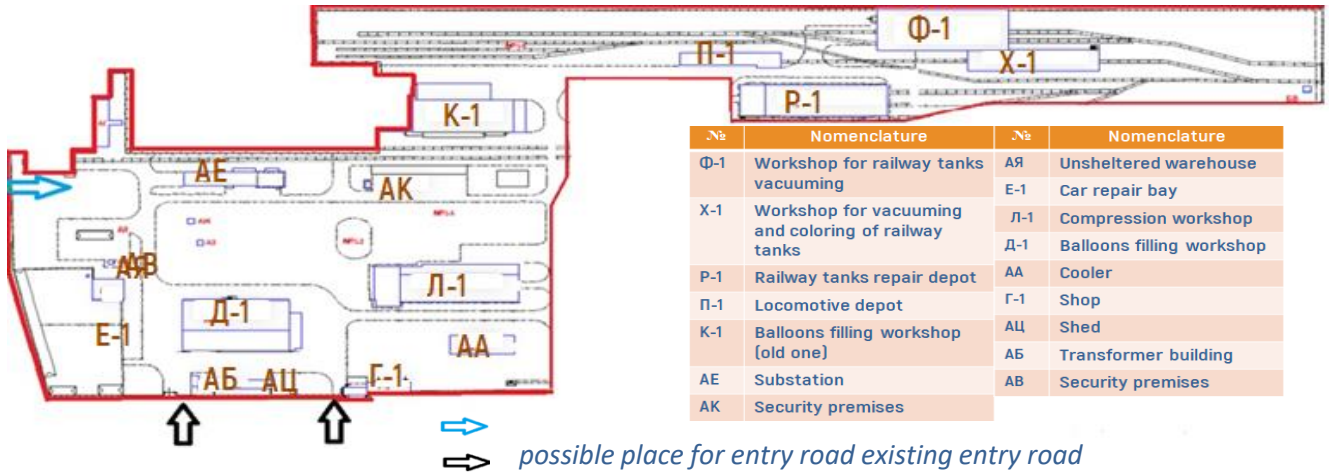 Ф-1
П-1
Х-1
Р-1
К-1
АЕ
АК
АЯ
АВ
Л-1
Д-1
Е-1
АА
АБ
АЦ
Г-1
№ Nomenclature № Nomenclature
Ф-1 Workshop for railway tanks
vacuuming
Х-1 Workshop for vacuuming
and coloring of railway
tanks
Р-1 Railway tanks repair depot
П-1 Locomotive depot
К-1 Balloons filling workshop
(old one)
АЕ Substation
АК Security premises
АЯ Unsheltered warehouse
Е-1 Car repair bay
Л-1 Compression workshop
Д-1 Balloons filling workshop
АА Cooler
Г-1 Shop
АЦ Shed
АБ Transformer building
АВ Security premises
possible place for entry road existing entry road